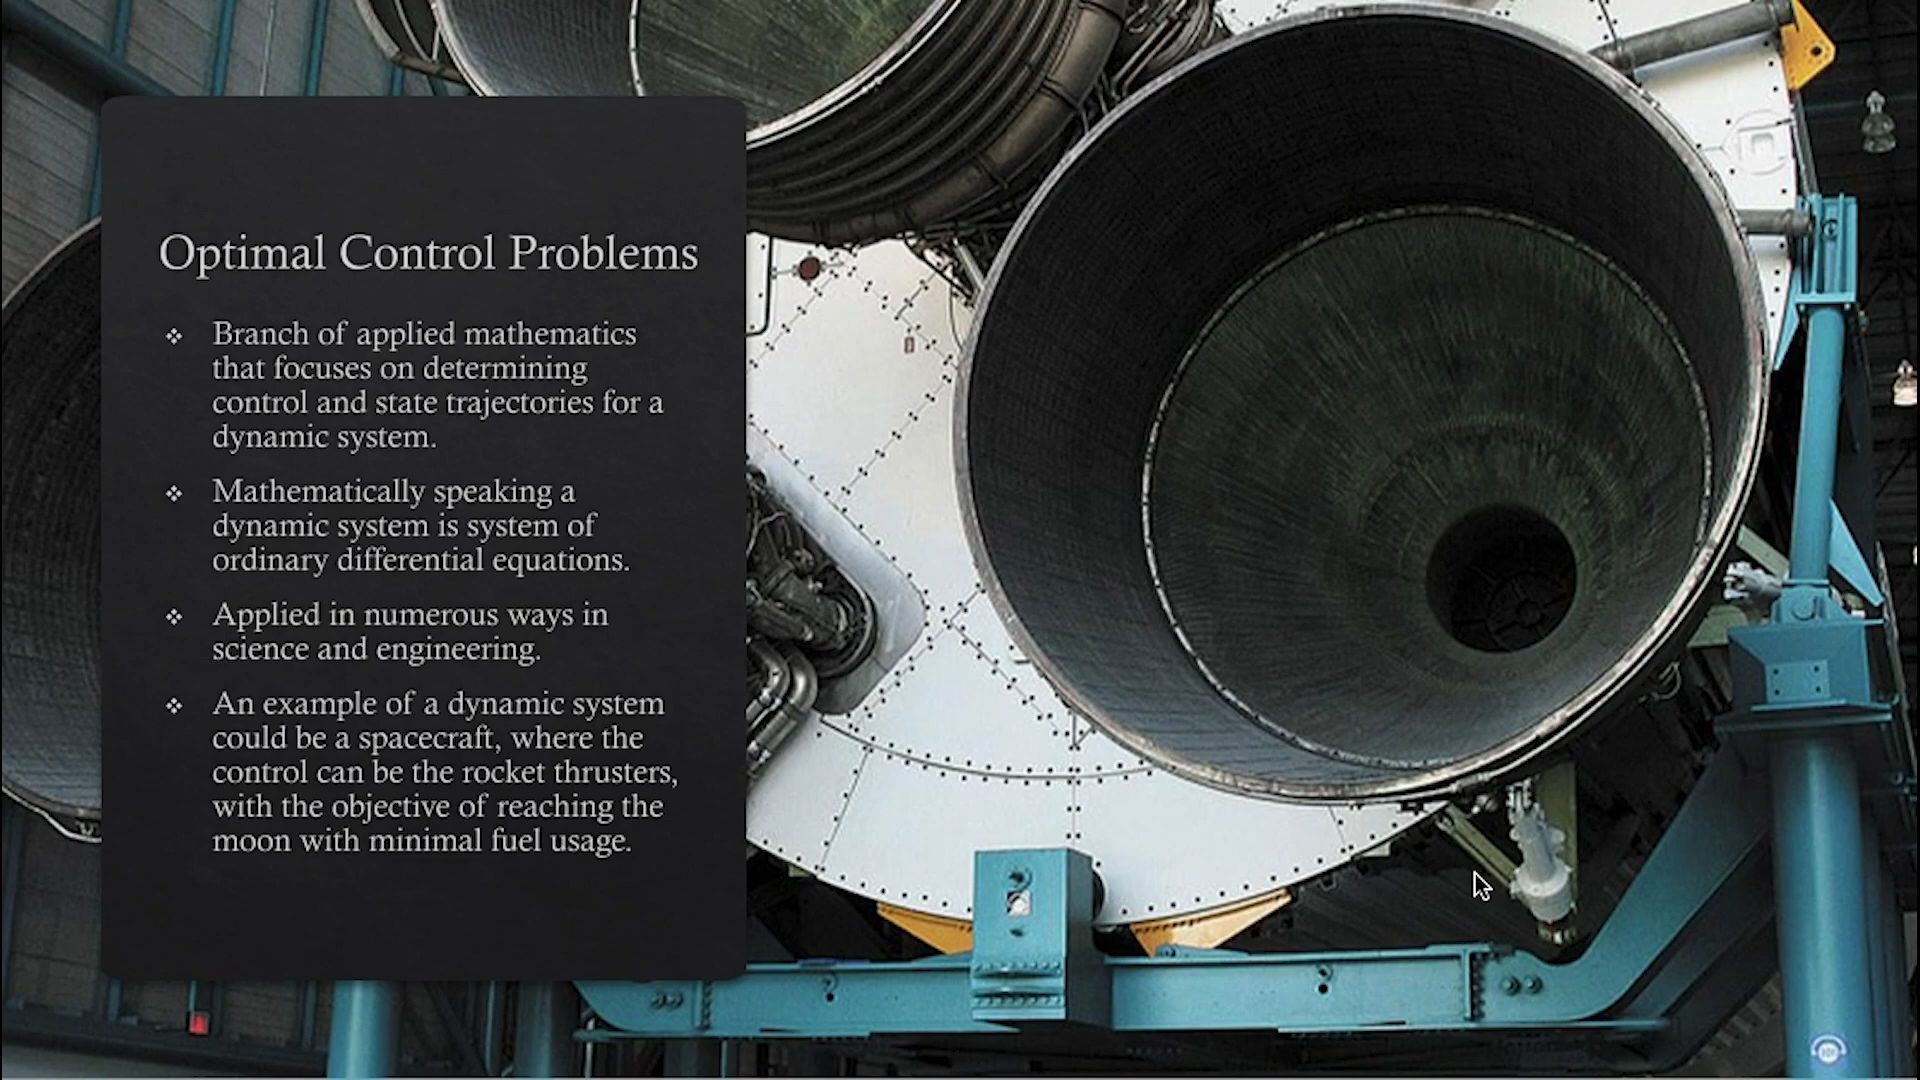 Optimal Control Problems
❖ Branch of applied mathematics
that focuses on determining
control and state trajectories for a
dynamic system.
❖ Mathematically speaking a
dynamic system is system of
ordinary differential equations.
❖ Applied in numerous ways in
science and engineering.
❖ An example of a dynamic system
could be a spacecraft, where the
control can be the rocket thrusters,
with the objective of reaching the
moon with minimal fuel usage.